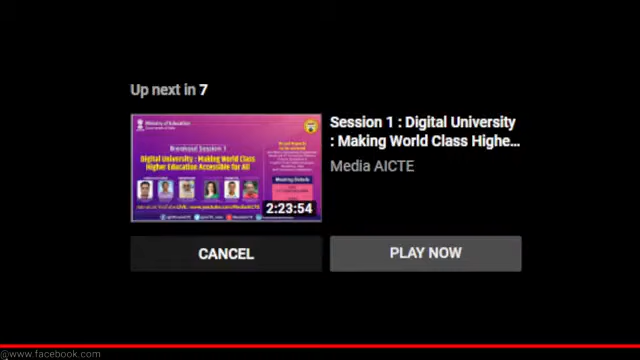 Up next in 7
Ministry of Education
Breakout Session 1
Digital University : Making World Class
Higher Education Accessible for All
2:23:54
Session 1 : Digital University
: Making World Class Highe...
Media AICTE
CANCEL
PLAY NOW
@www.facebook.com